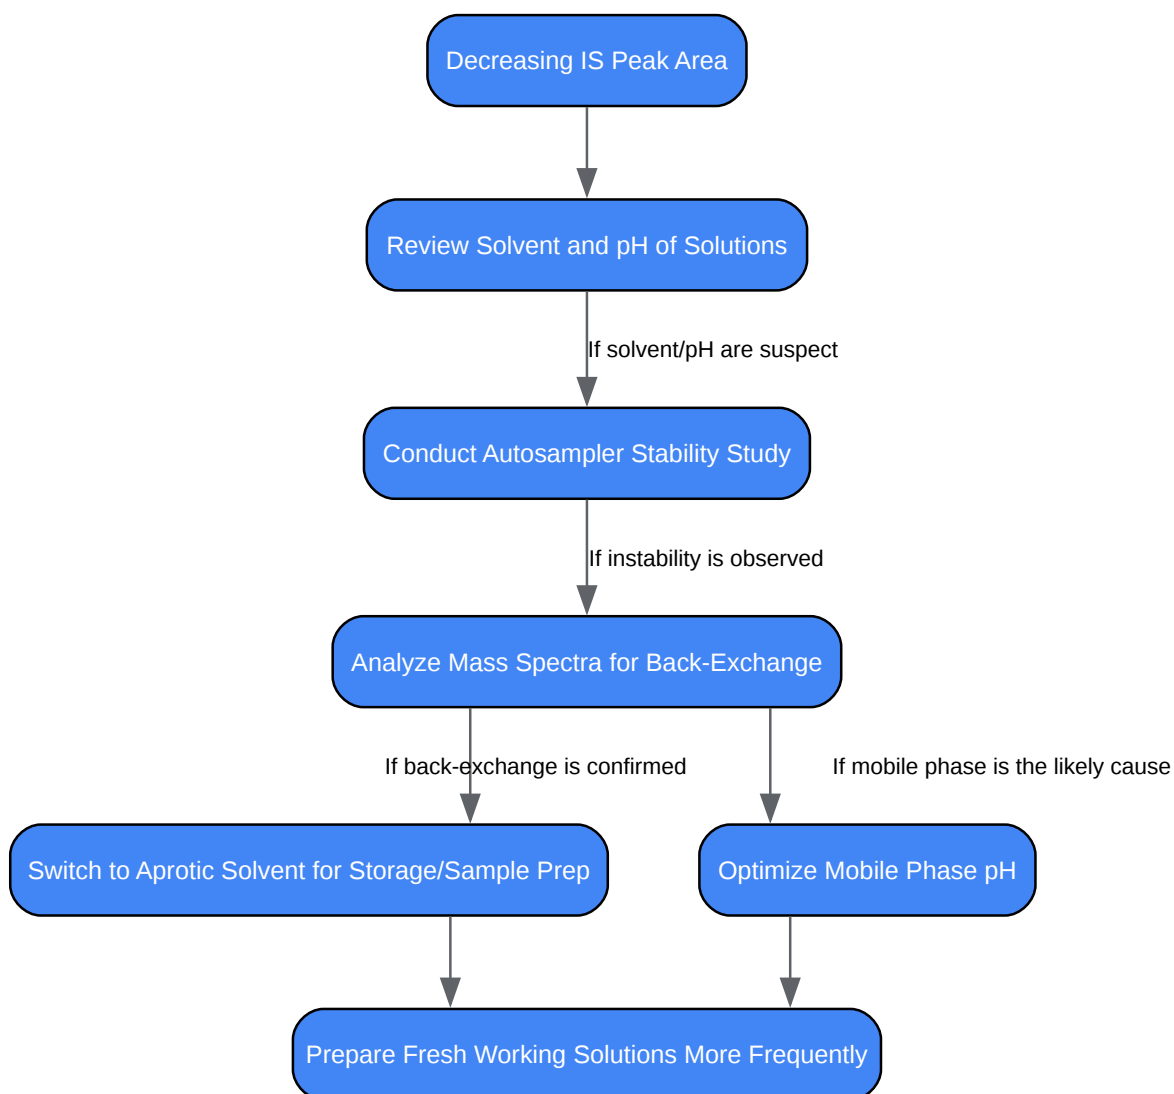 Decreasing IS Peak Area
Review Solvent and pH of Solutions
If solvent/pH are suspect
Conduct Autosampler Stability Study
If instability is observed
Analyze Mass Spectra for Back-Exchange
If back-exchange is confirmed
If mobile phase is the likely cause
Switch to Aprotic Solvent for Storage/Sample Prep
Optimize Mobile Phase pH
Prepare Fresh Working Solutions More Frequently